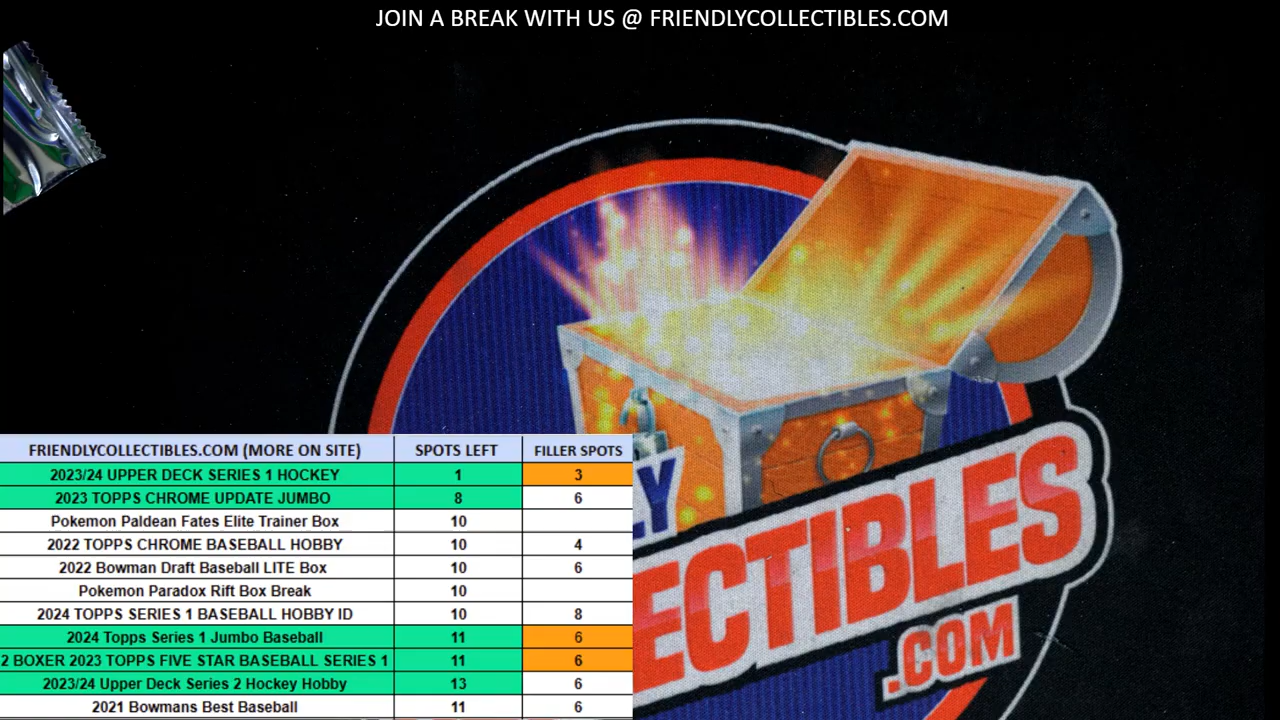 JOIN A BREAK WITH US @ FRIENDLYCOLLECTIBLES.COM
LY
ECTIBLES
.COM
FRIENDLYCOLLECTIBLES.COM (MORE ON SITE) SPOTS LEFT FILLER SPOTS
2023/24 UPPER DECK SERIES 1 HOCKEY 1 3
2023 TOPPS CHROME UPDATE JUMBO 8 6
Pokemon Paldean Fates Elite Trainer Box 10
2022 TOPPS CHROME BASEBALL HOBBY 10 4
2022 Bowman Draft Baseball LITE Box 10 6
Pokemon Paradox Rift Box Break 10
2024 TOPPS SERIES 1 BASEBALL HOBBY ID 10 8
2024 Topps Series 1 Jumbo Baseball 11 6
2 BOXER 2023 TOPPS FIVE STAR BASEBALL SERIES 1 11 6
2023/24 Upper Deck Series 2 Hockey Hobby 13 6
2021 Bowmans Best Baseball 11 6